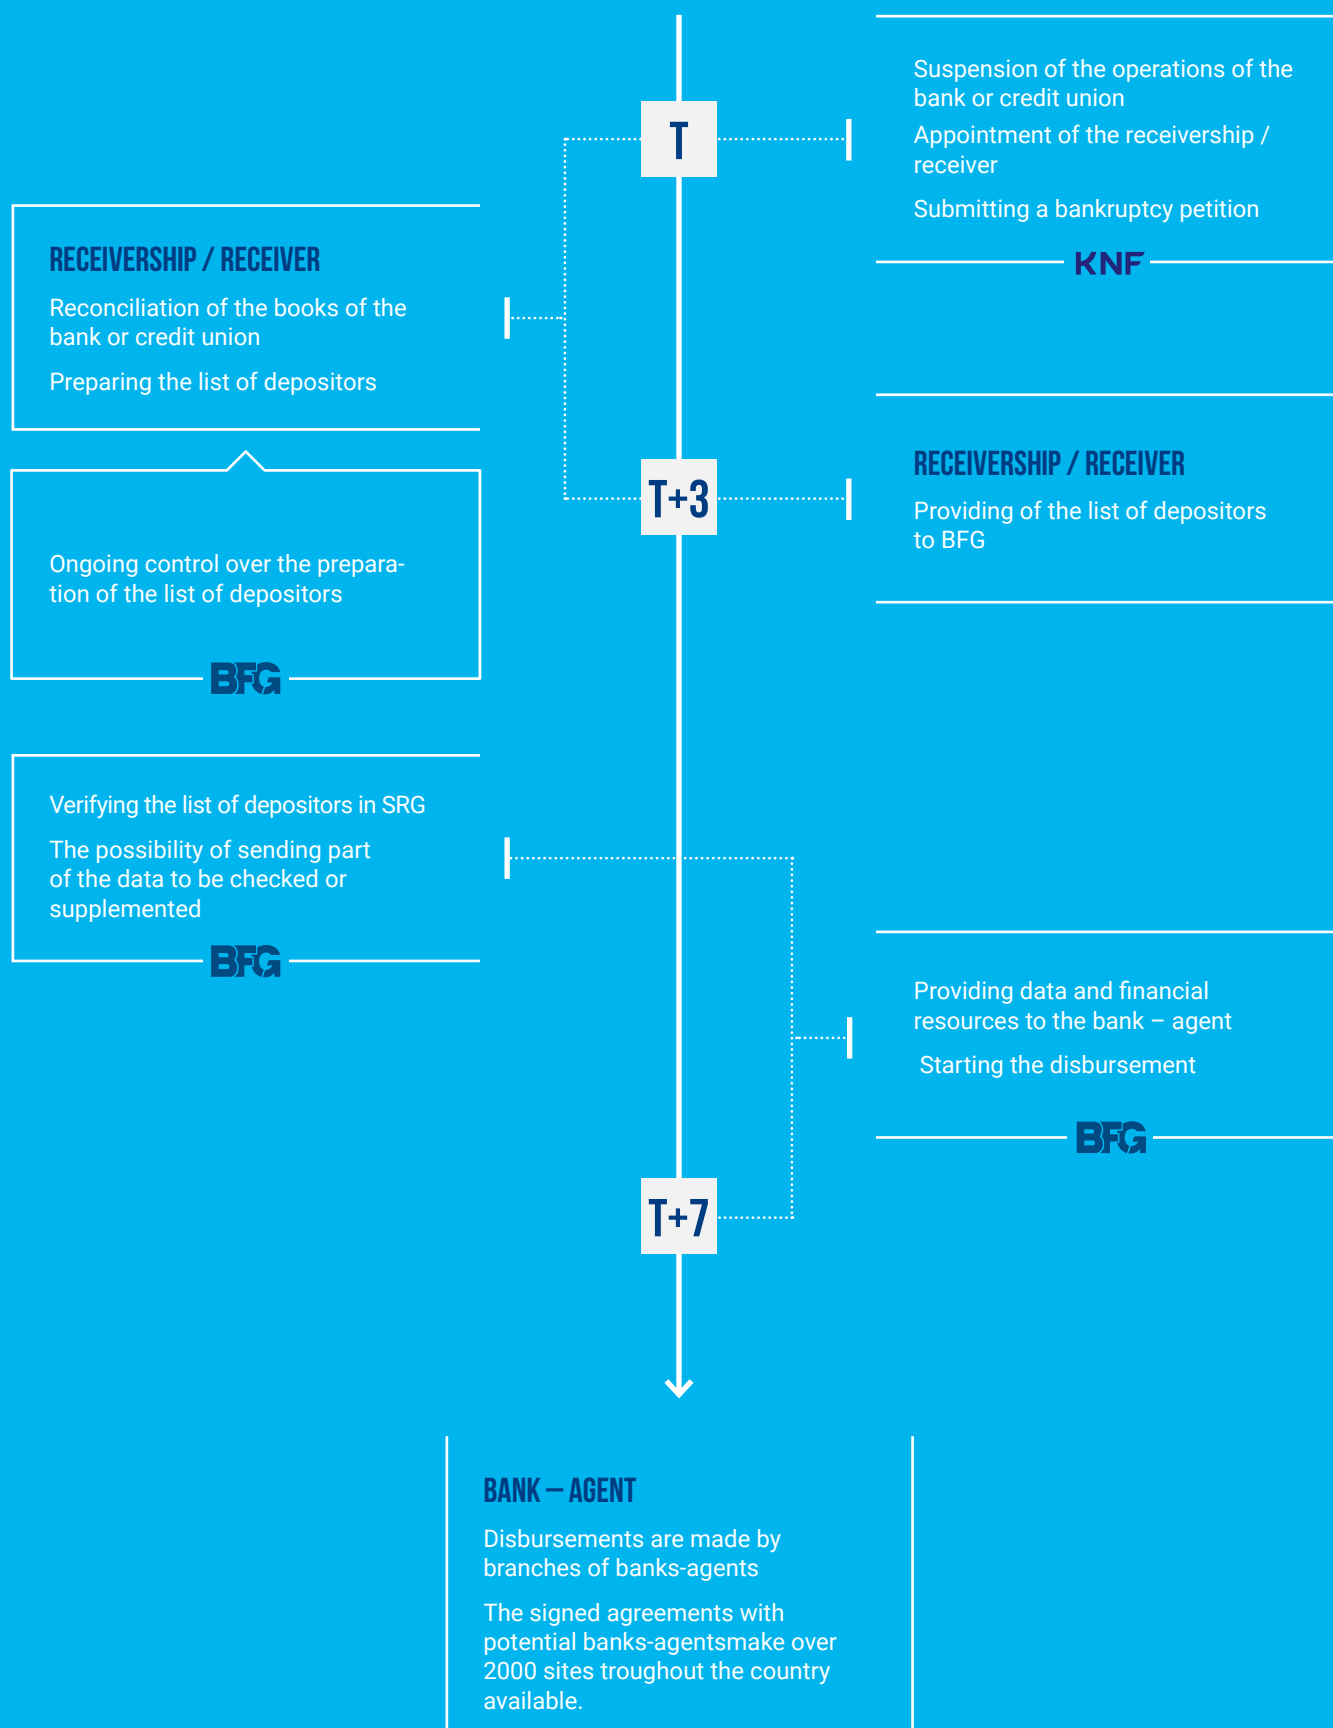 T
Suspension of the operations of the
bank or credit union
Appointment of the receivership /
receiver
Submitting a bankruptcy petition
KNF
RECEIVERSHIP / RECEIVER
Reconciliation of the books of the
bank or credit union
Preparing the list of depositors
Ongoing control over the prepara-
tion of the list of depositors
BFG
T+3
RECEIVERSHIP / RECEIVER
Providing of the list of depositors
to BFG
Verifying the list of depositors in SRG
The possibility of sending part
of the data to be checked or
supplemented
BFG
Providing data and financial
resources to the bank – agent
Starting the disbursement
BFG
T+7
BANK – AGENT
Disbursements are made by
branches of banks-agents
The signed agreements with
potential banks-agentsmake over
2000 sites troughout the country
available.